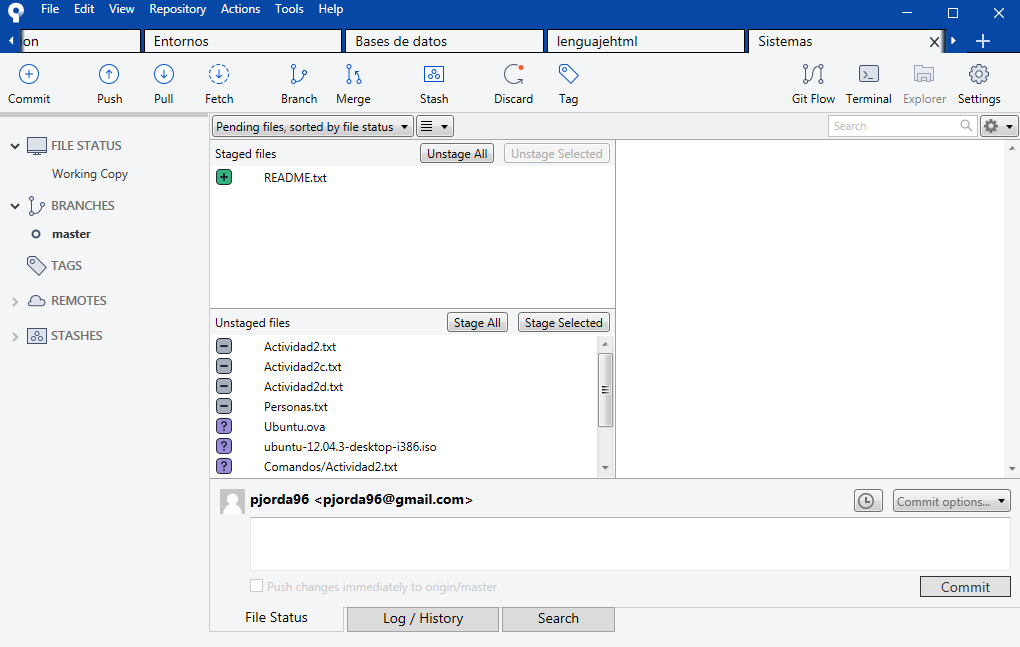 File Edit View Repository Actions Tools Help
on Entornos Bases de datos lenguajehtml Sistemas
Commit Push Pull Fetch Branch Merge Stash Discard Tag Git Flow Terminal Explorer Settings
Pending files, sorted by file status Search
FILE STATUS
Working Copy
BRANCHES
master
TAGS
REMOTES
STASHES
Staged files Unstage All Unstage Selected
README.txt
Unstaged files Stage All Stage Selected
Actividad2.txt
Actividad2c.txt
Actividad2d.txt
Personas.txt
? Ubuntu.ova
? ubuntu-12.04.3-desktop-i386.iso
? Comandos/Actividad2.txt
pjorda96 <pjorda96@gmail.com> Commit options...
Push changes immediately to origin/master
Commit
File Status Log / History Search